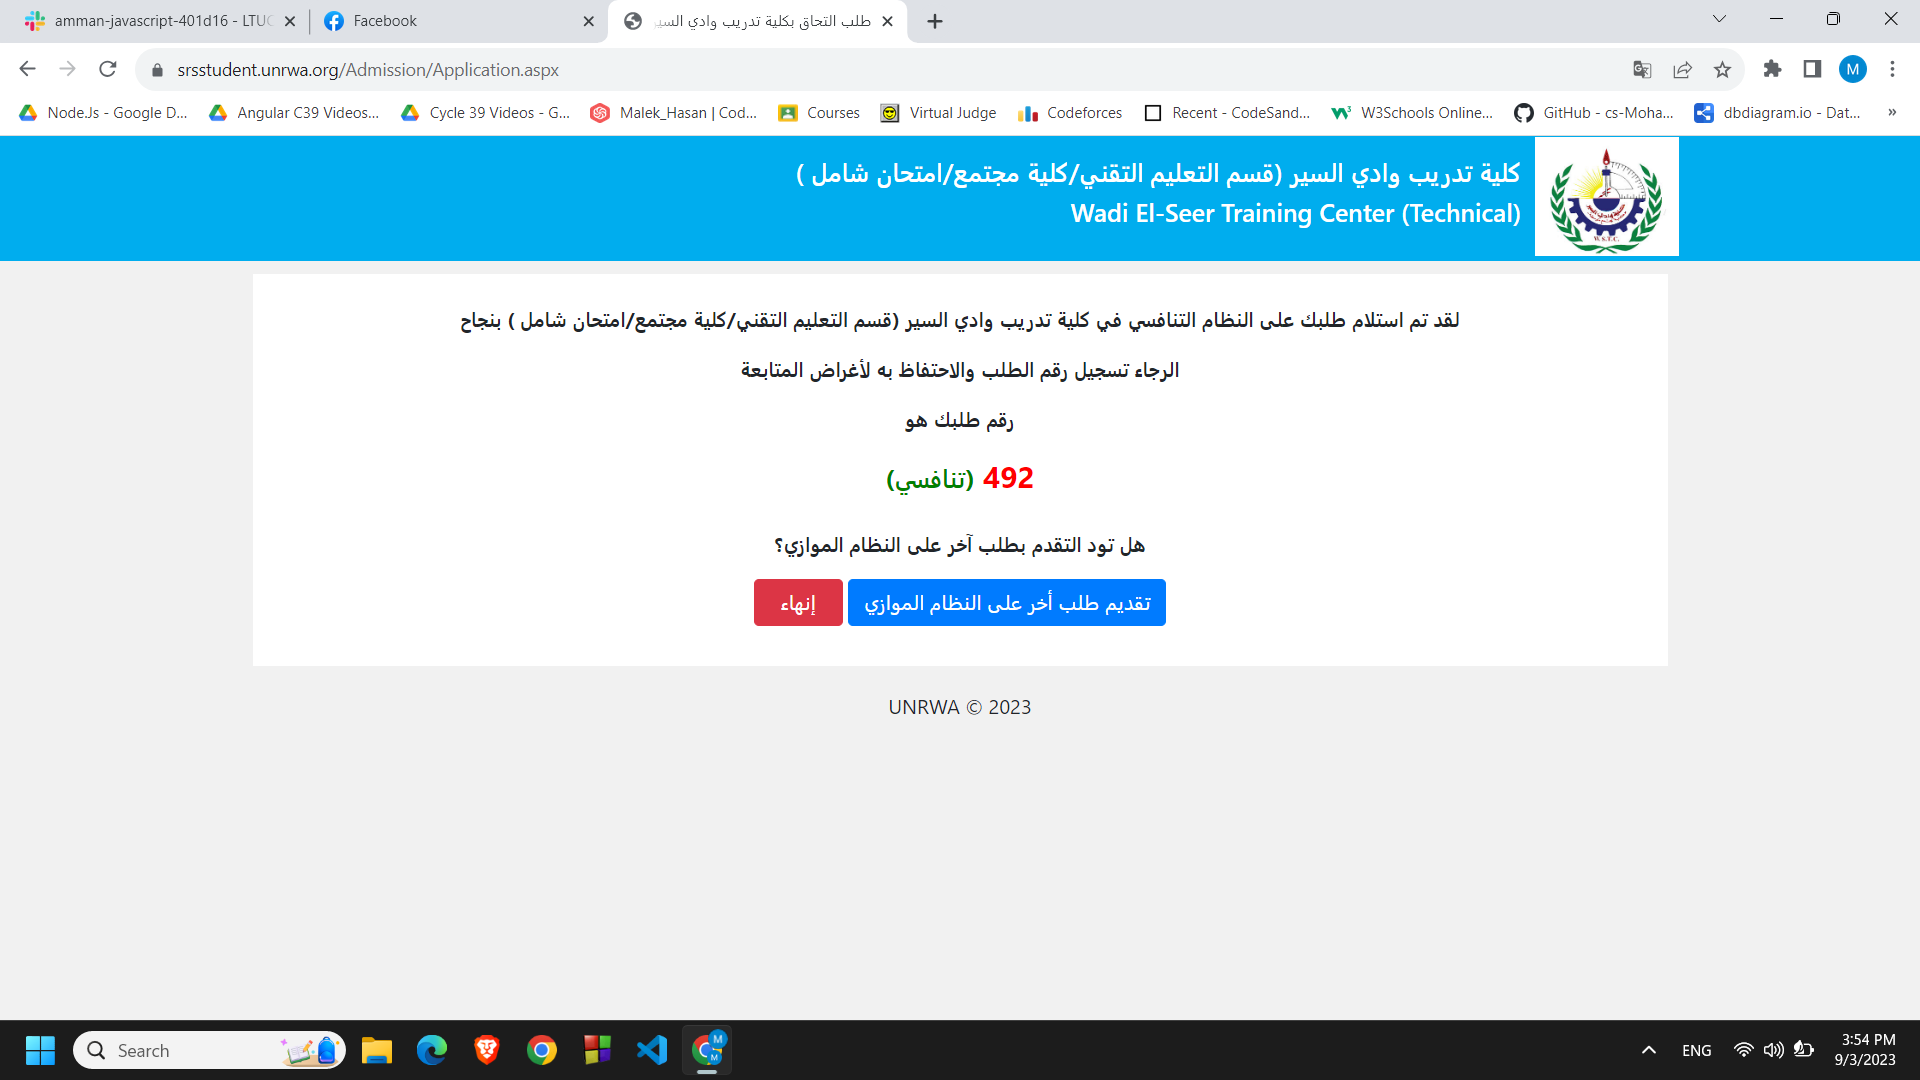 amman-javascript-401d16 - LTUC
Facebook
طلب التحاق بكلية تدريب وادي السير
srsstudent.unrwa.org/Admission/Application.aspx
M
Node.Js - Google D...
Angular C39 Videos...
Cycle 39 Videos - G...
Malek_Hasan | Cod...
Courses
Virtual Judge
Codeforces
Recent - CodeSand...
W3Schools Online...
GitHub - cs-Moha...
dbdiagram.io - Dat...
»
كلية تدريب وادي السير (قسم التعليم التقني/كلية مجتمع/امتحان شامل )
Wadi El-Seer Training Center (Technical)
W.S.T.C.
لقد تم استلام طلبك على النظام التنافسي في كلية تدريب وادي السير (قسم التعليم التقني/كلية مجتمع/امتحان شامل ) بنجاح
الرجاء تسجيل رقم الطلب والاحتفاظ به لأغراض المتابعة
رقم طلبك هو
492 (تنافسي)
هل تود التقدم بطلب آخر على النظام الموازي؟
تقديم طلب أخر على النظام الموازي
إنهاء
UNRWA © 2023
Search
M
M
ENG
3:54 PM
9/3/2023